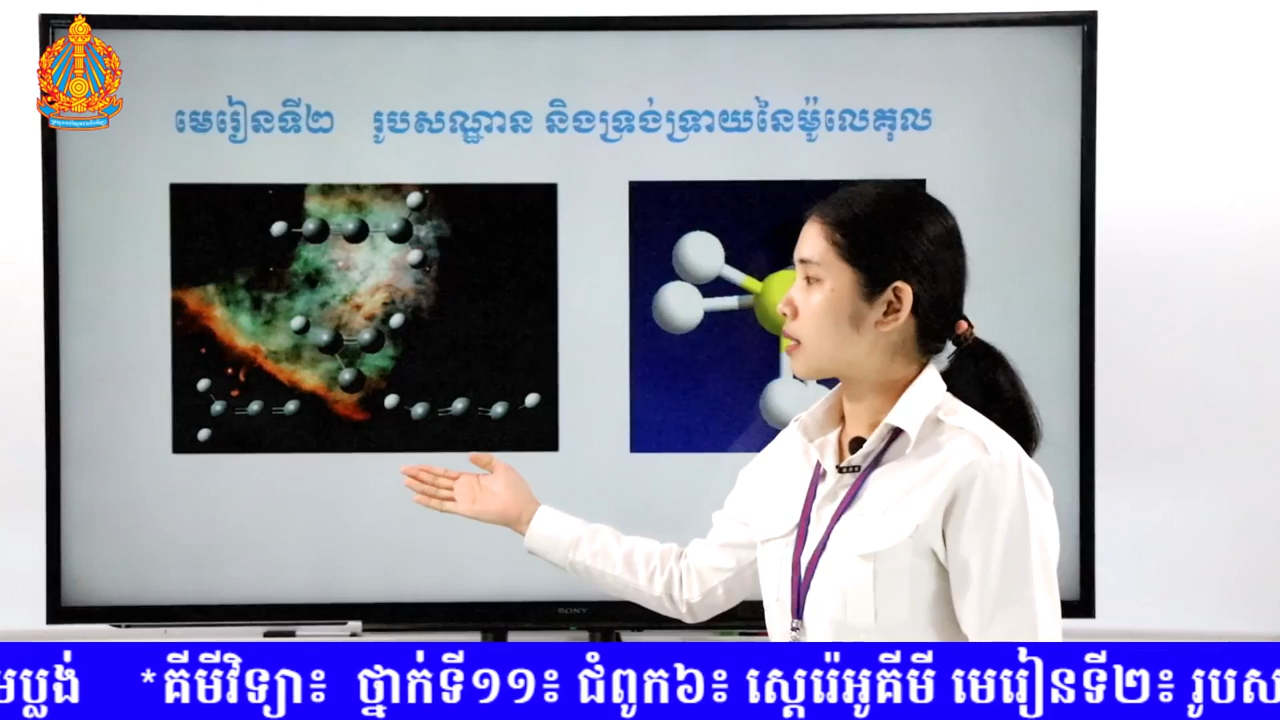 មេរៀនទី២ រូបសណ្ឋាន និងទ្រង់ទ្រាយនៃម៉ូលេគុល
SONY
*គីមីវិទ្យា៖ ថ្នាក់ទី១១៖ ជំពូក៦៖ ស្តេរ៉េអូគីមី មេរៀនទី២៖